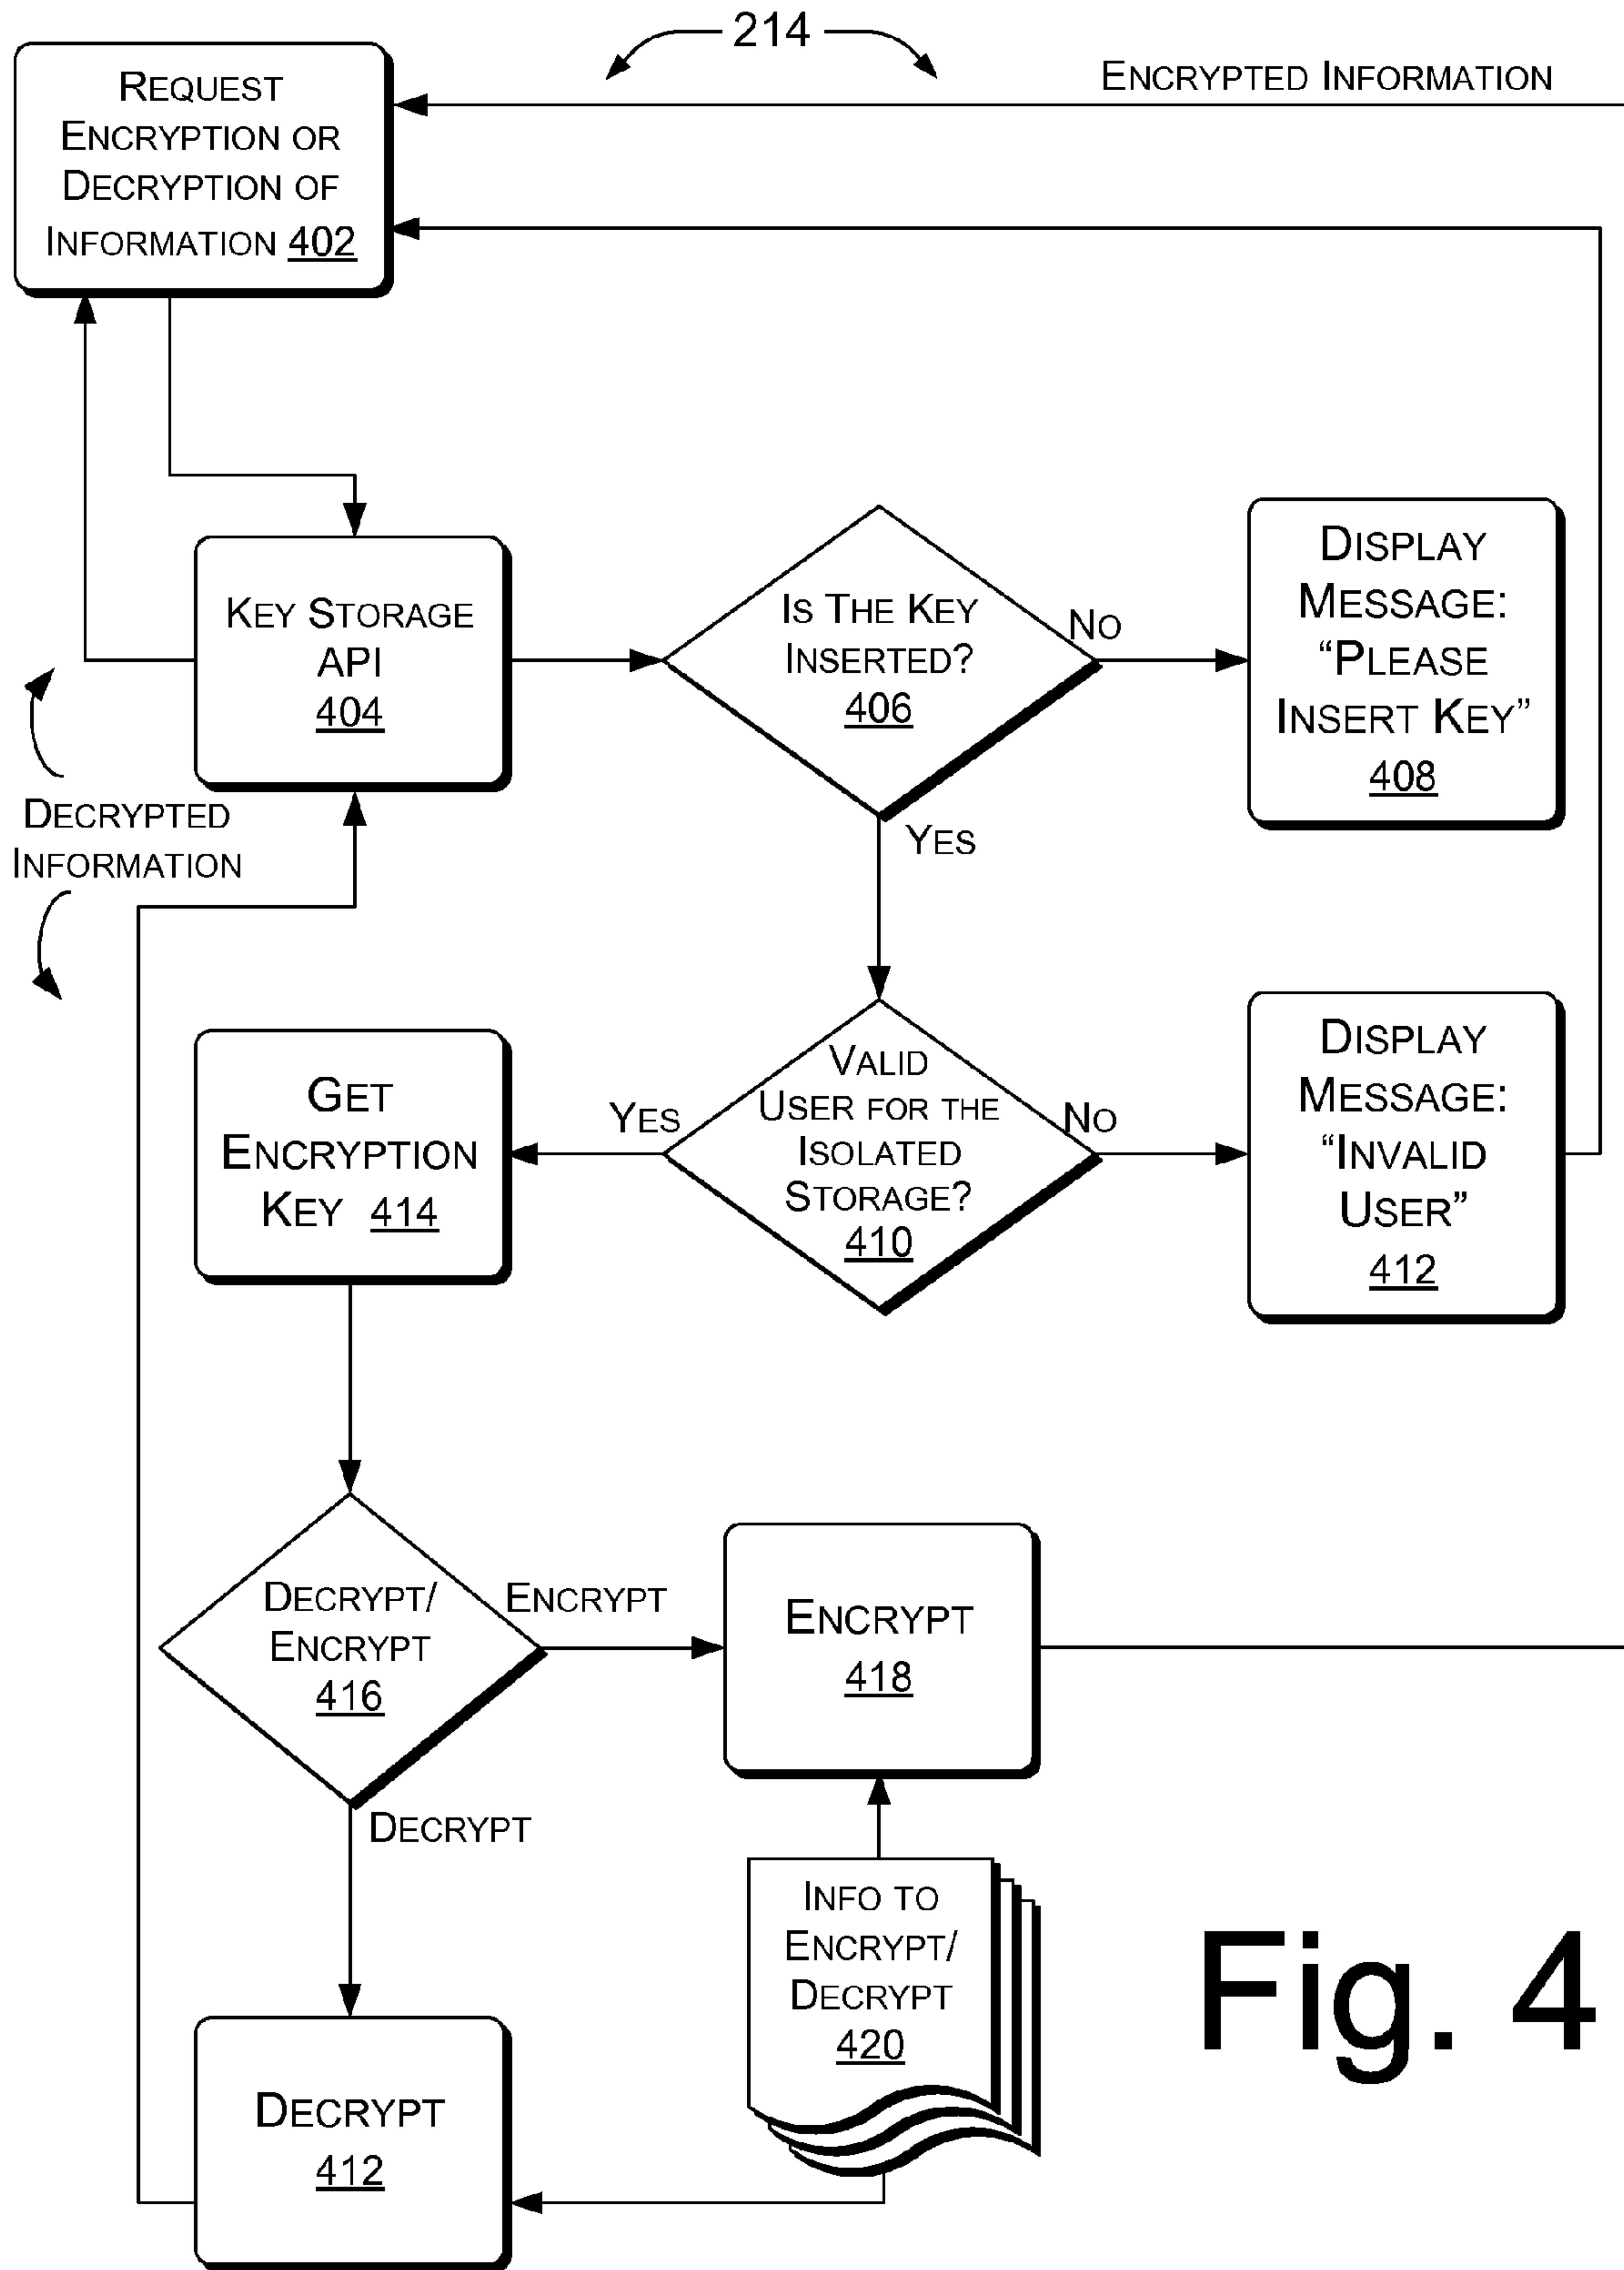 214
ENCRYPTED INFORMATION
REQUEST
ENCRYPTION OR
DECRYPTION OF
INFORMATION 402
KEY STORAGE
API
404
IS THE KEY
INSERTED?
406
NO
YES
DISPLAY
MESSAGE:
“PLEASE
INSERT KEY”
408
DECRYPTED
INFORMATION
GET
ENCRYPTION
KEY 414
YES
VALID
USER FOR THE
ISOLATED
STORAGE?
410
NO
DISPLAY
MESSAGE:
“INVALID
USER”
412
DECRYPT/
ENCRYPT
416
ENCRYPT
DECRYPT
ENCRYPT
418
INFO TO
ENCRYPT/
DECRYPT
420
DECRYPT
412
Fig. 4